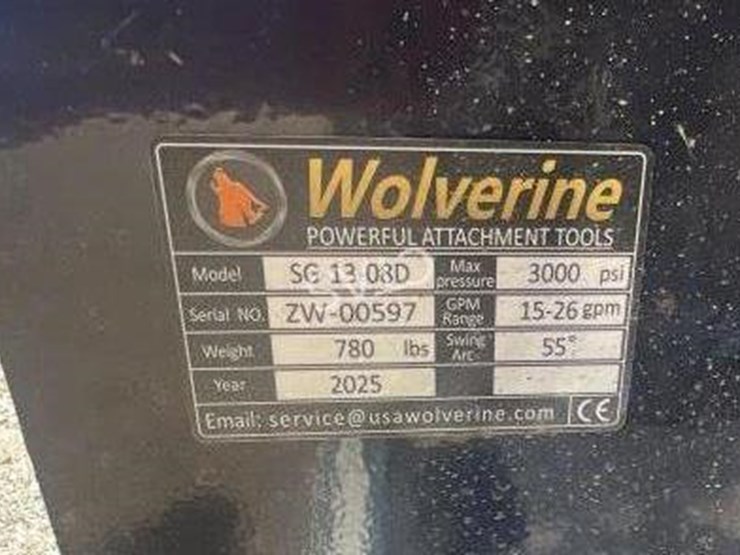 Wolverine
POWERFUL ATTACHMENT TOOLS
Model SG 13 08D Max pressure 3000 psi
Serial NO. ZW-00597 GPM Range 15-26 gpm
Weight 780 lbs Swing Arc 55°
Year 2025
Email: service@usawolverine.com CE